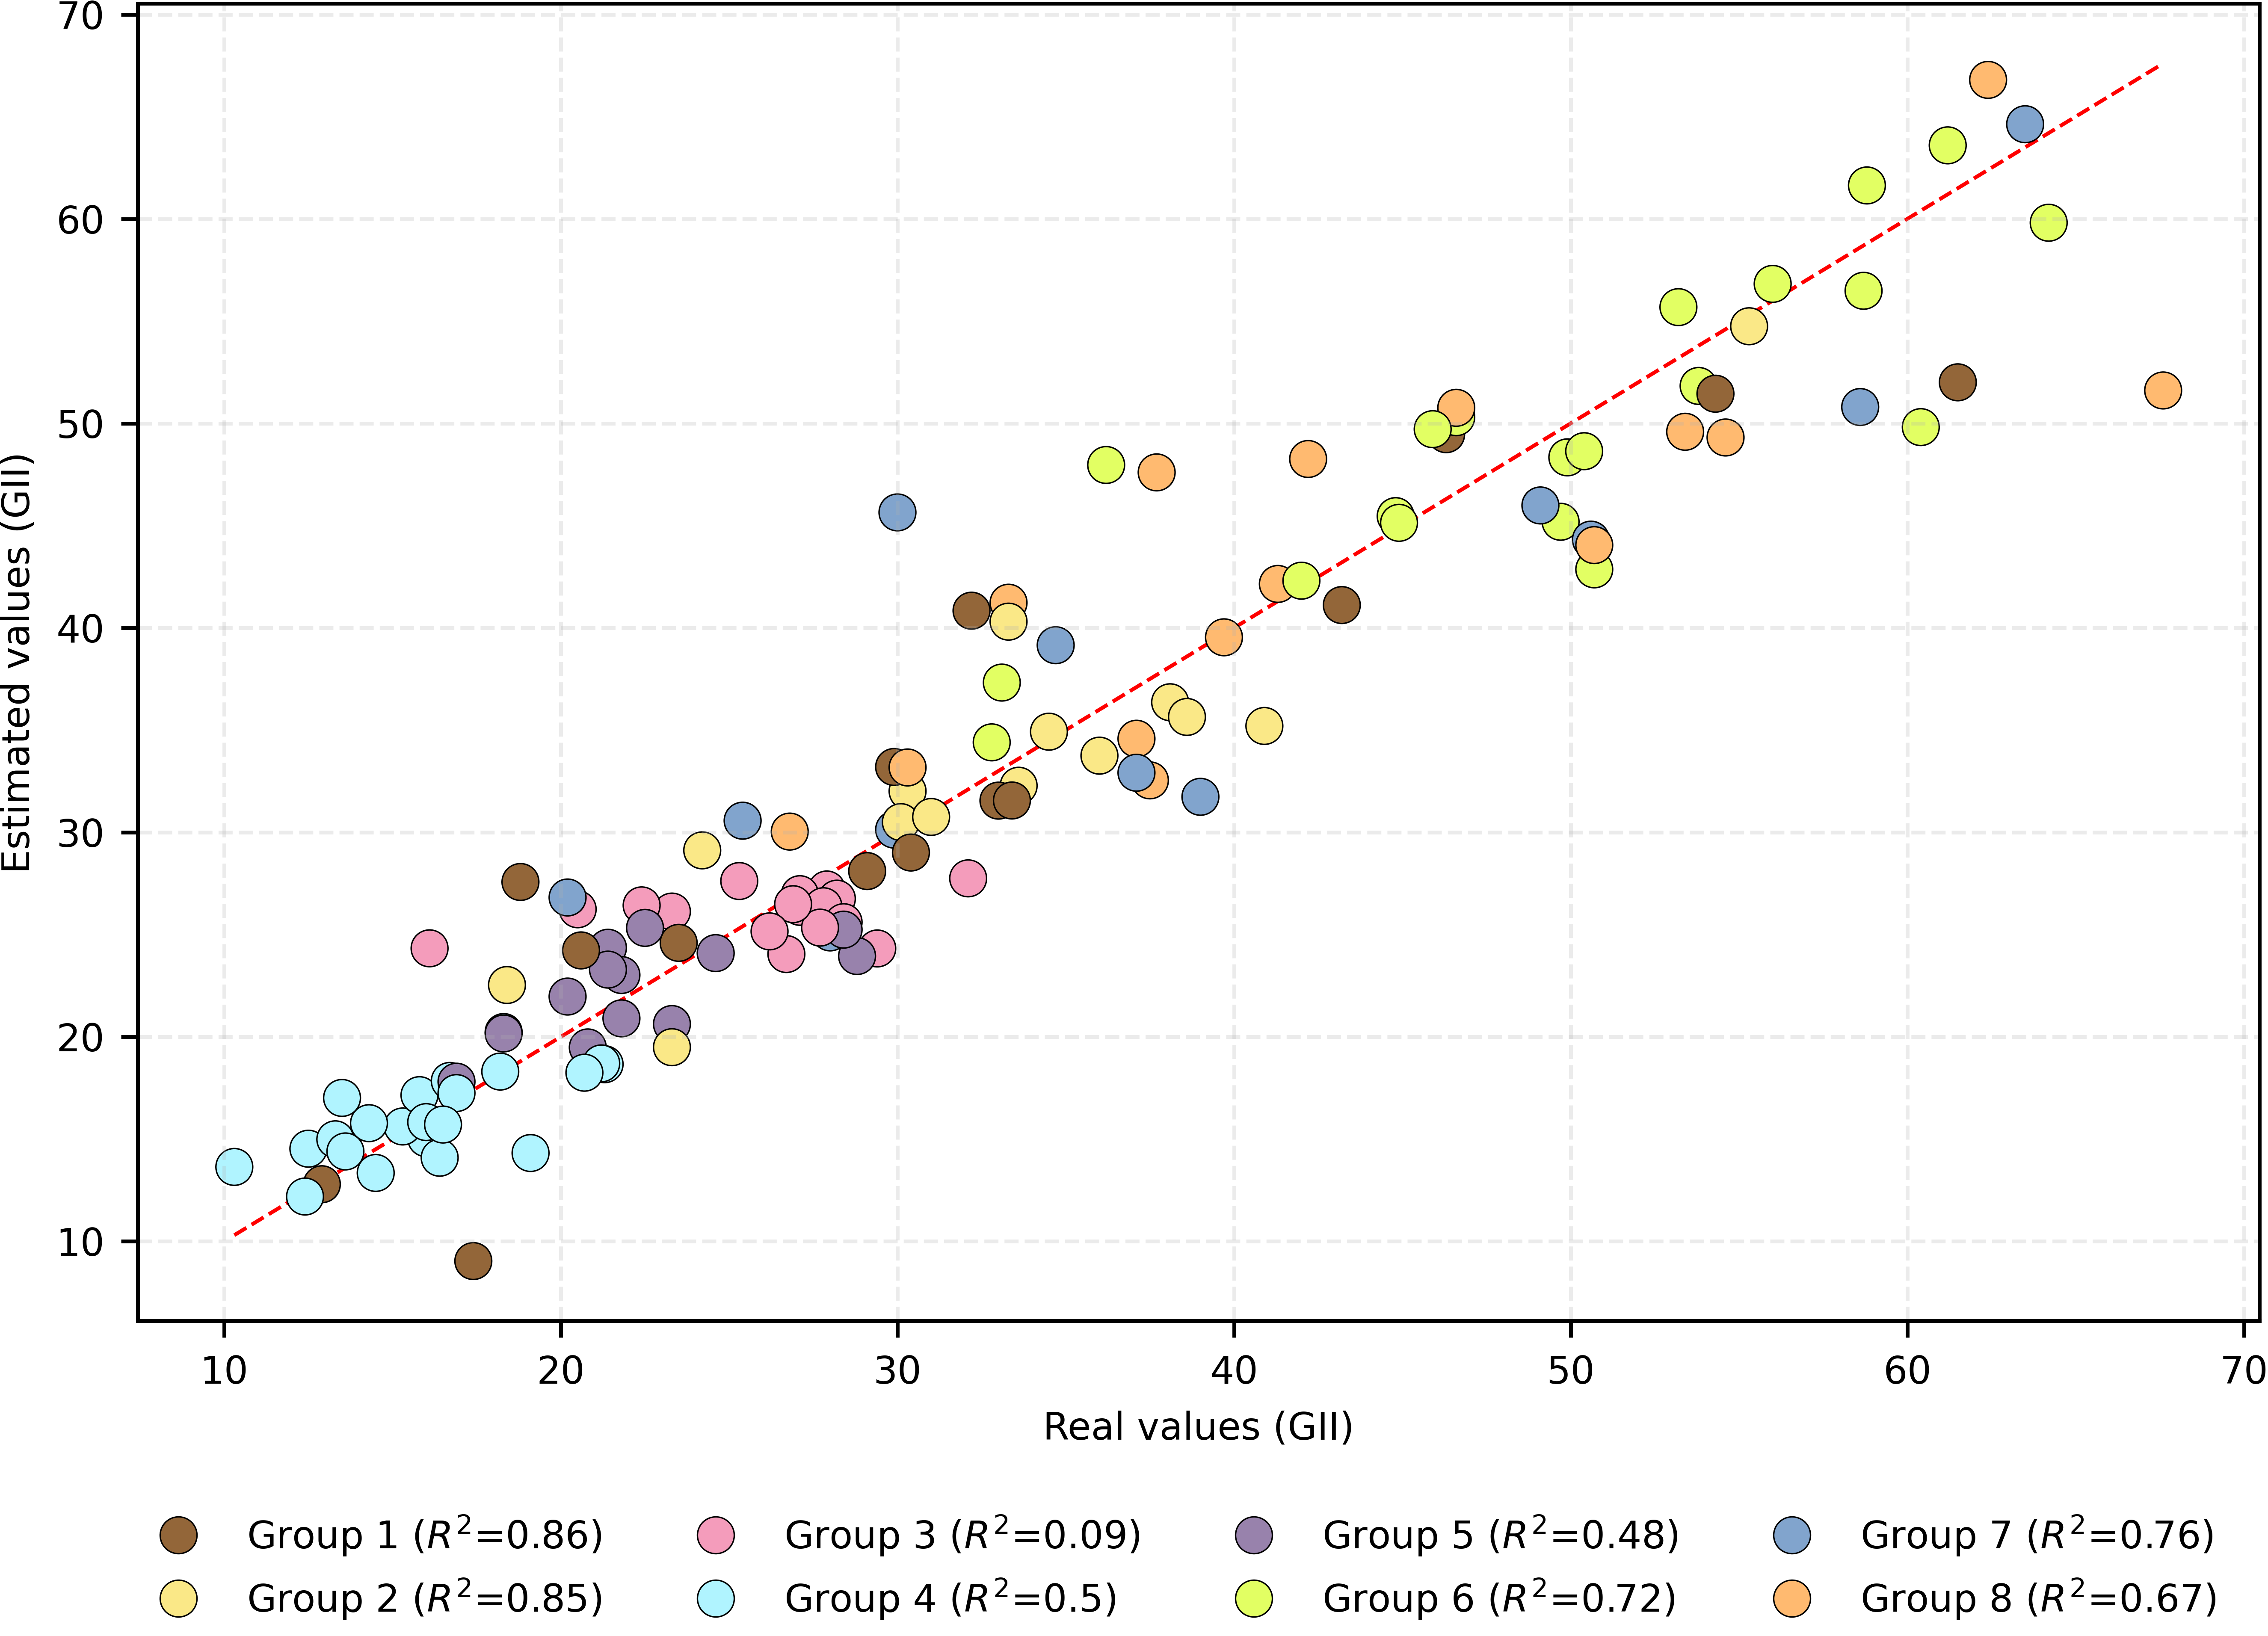 70
60
50
40
30
20
10
Estimated values (GII)
10 20 30 40 50 60 70
Real values (GII)
Group 1 (R²=0.86) Group 3 (R²=0.09) Group 5 (R²=0.48) Group 7 (R²=0.76)
Group 2 (R²=0.85) Group 4 (R²=0.5) Group 6 (R²=0.72) Group 8 (R²=0.67)